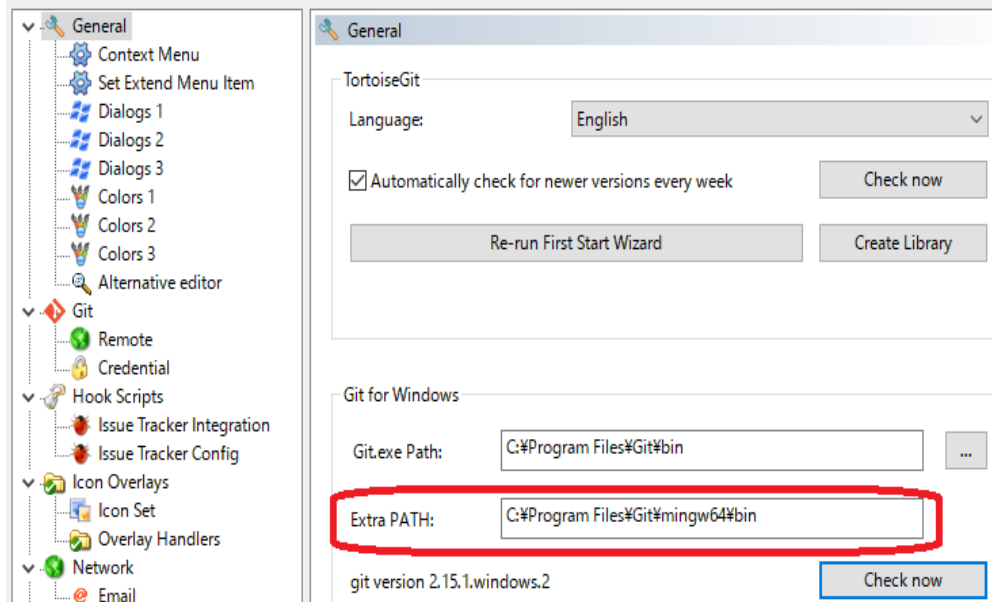 General
Context Menu
Set Extend Menu Item
Dialogs 1
Dialogs 2
Dialogs 3
Colors 1
Colors 2
Colors 3
Alternative editor
Git
Remote
Credential
Hook Scripts
Issue Tracker Integration
Issue Tracker Config
Icon Overlays
Icon Set
Overlay Handlers
Network
Email
General
TortoiseGit
Language: English
Automatically check for newer versions every week Check now
Re-run First Start Wizard Create Library
Git for Windows
Git.exe Path: C:¥Program Files¥Git¥bin ...
Extra PATH: C:¥Program Files¥Git¥mingw64¥bin
git version 2.15.1.windows.2 Check now